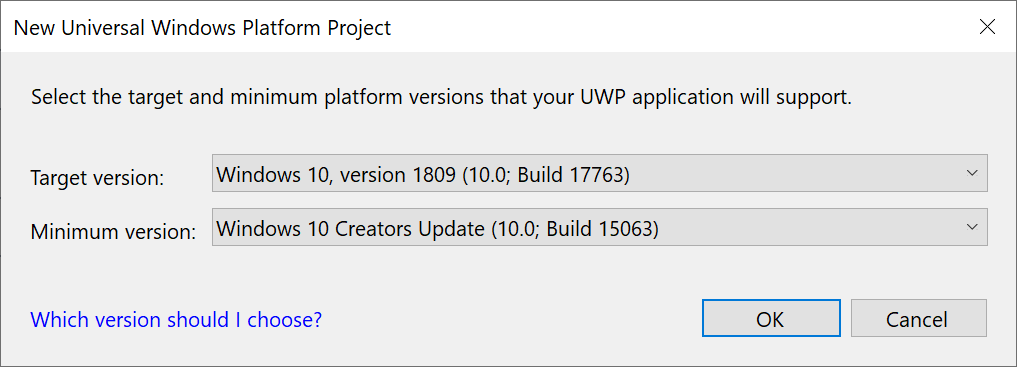 New Universal Windows Platform Project
Select the target and minimum platform versions that your UWP application will support.
Target version: Windows 10, version 1809 (10.0; Build 17763)
Minimum version: Windows 10 Creators Update (10.0; Build 15063)
Which version should I choose? OK Cancel